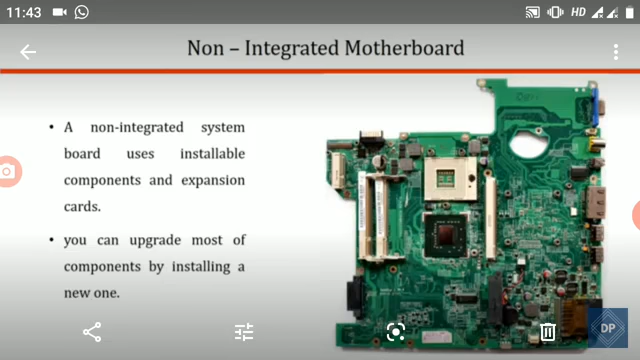 11:43
HD
Non – Integrated Motherboard
• A non-integrated system
board uses installable
components and expansion
cards.
• you can upgrade most of
components by installing a
new one.
DP